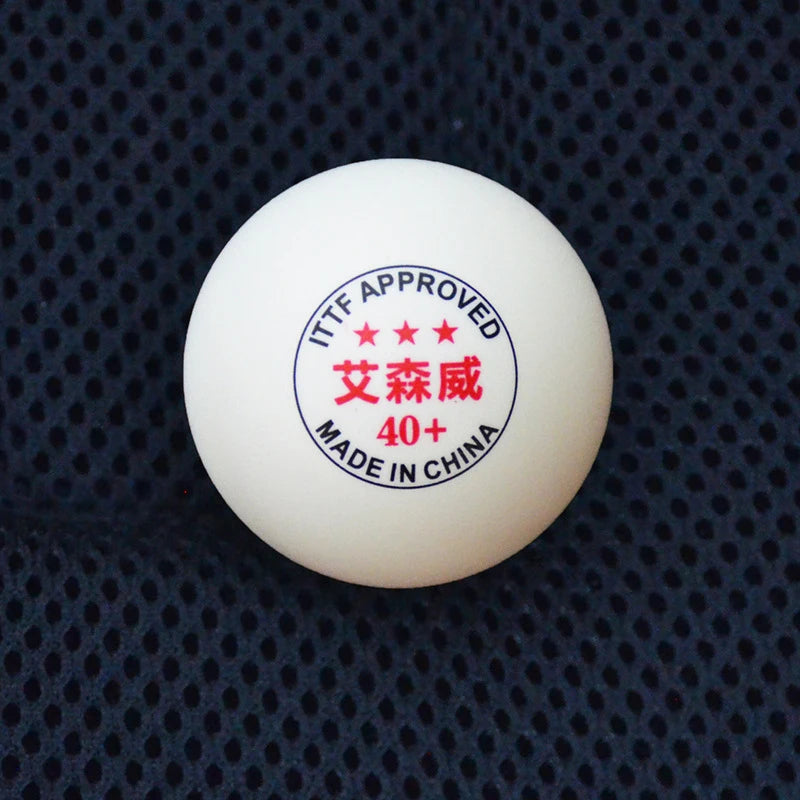 ITTF APPROVED
★★★
艾森威
40+
MADE IN CHINA